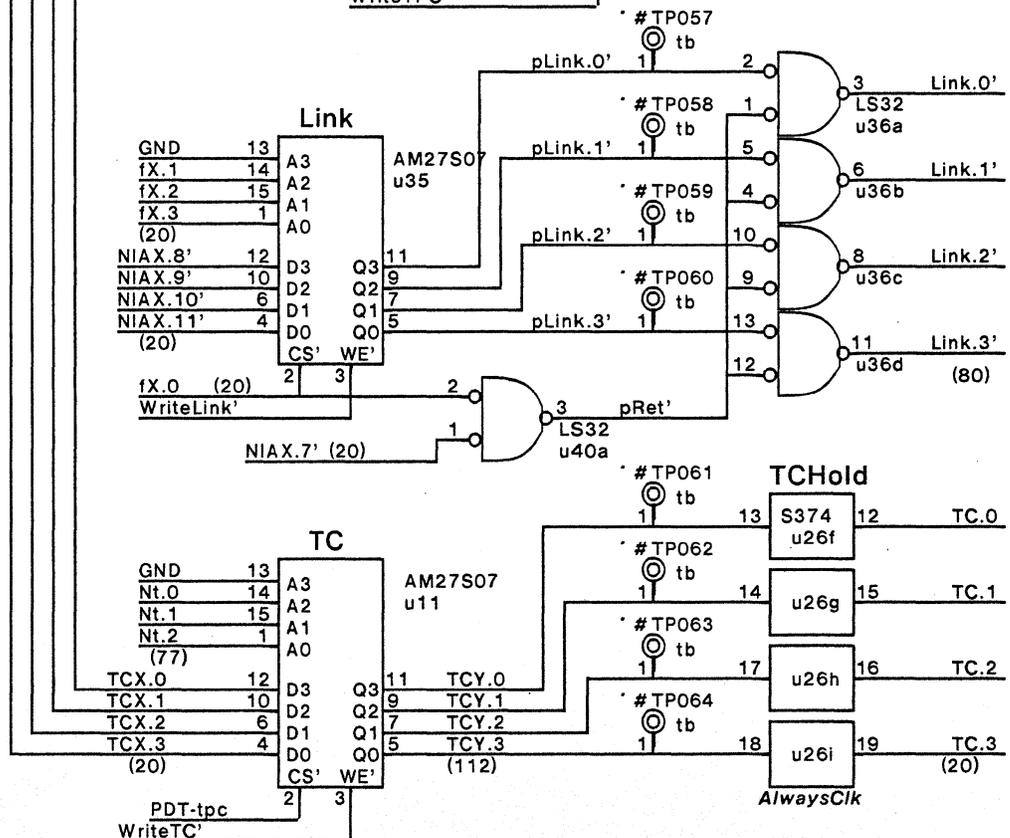 # TP057
tb
pLink.0' 1 2 3 Link.0'
1 LS32
u36a
# TP058
tb
Link
GND 13 A3 AM27S07
fX.1 14 A2 u35
fX.2 15 A1
fX.3 1 A0
(20)
pLink.1' 1 5 6 Link.1'
4 u36b
# TP059
tb
pLink.2' 1 10 8 Link.2'
9 u36c
NIAX.8' 12 D3 Q3 11
NIAX.9' 10 D2 Q2 9
NIAX.10' 6 D1 Q1 7
NIAX.11' 4 D0 Q0 5
(20)
# TP060
tb
pLink.3' 1 13 11 Link.3'
12 u36d (80)
CS' WE'
2 3
fX.0 (20) 2
WriteLink'
3 pRet'
1 LS32
u40a
NIAX.7' (20)
# TP061
tb
TCHold
1 13 S374 12 TC.0
u26f
TC
GND 13 A3 AM27S07
Nt.0 14 A2 u11
Nt.1 15 A1
Nt.2 1 A0
(77)
# TP062
tb
1 14 u26g 15 TC.1
# TP063
tb
1 17 u26h 16 TC.2
# TP064
tb
TCX.0 12 D3 Q3 11 TCY.0
TCX.1 10 D2 Q2 9 TCY.1
TCX.2 6 D1 Q1 7 TCY.2
TCX.3 4 D0 Q0 5 TCY.3 1 18 u26i 19 TC.3
(20) (112) (20)
CS' WE'
AlwaysClk
2 3
PDT-tpc
WriteTC'